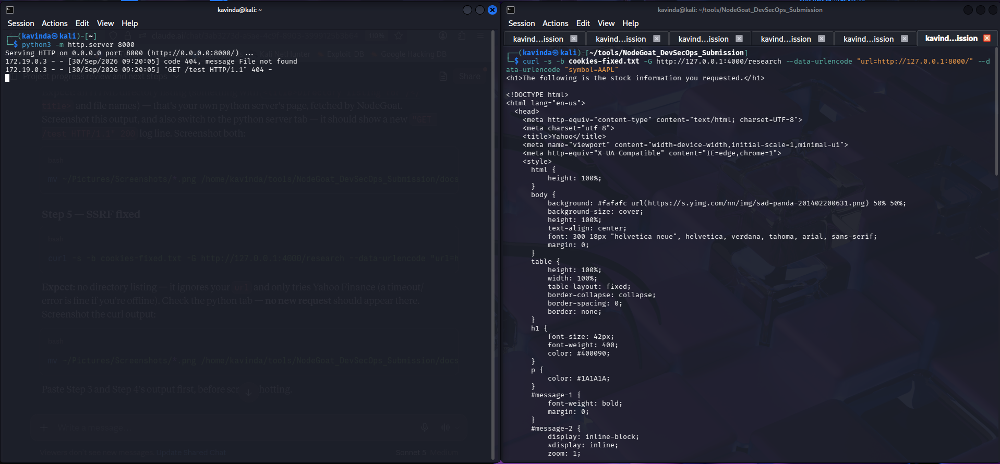 kavinda@kali: ~
Session Actions Edit View Help
┌──(kavinda㉿kali)-[~]
└─$ python3 -m http.server 8000
Serving HTTP on 0.0.0.0 port 8000 (http://0.0.0.0:8000/) ...
172.19.0.3 - - [30/Sep/2026 09:20:05] code 404, message File not found
172.19.0.3 - - [30/Sep/2026 09:20:05] "GET /test HTTP/1.1" 404 -
Kali NetHunter Exploit-DB Google Hacking DB
Project progress review and next steps
Share
title> and file names) — that's your own python server's page, fetched by NodeGoat.
Screenshot this output, and also switch to the python server tab — it should show a new "GET
/test HTTP/1.1" 200 log line. Screenshot both:
bash
mv ~/Pictures/Screenshots/*.png /home/kavinda/tools/NodeGoat_DevSecOps_Submission/docs
Step 5 — SSRF fixed
bash
curl -s -b cookies-fixed.txt -G http://127.0.0.1:4000/research --data-urlencode "url=h
Expect: no directory listing — it ignores your url and only tries Yahoo Finance (a timeout/
error is fine if you're offline). Check the python tab — no new request should appear there.
Screenshot the curl output:
bash
mv ~/Pictures/Screenshots/*.png /home/kavinda/tools/NodeGoat_DevSecOps_Submission/docs
Paste Step 3 and Step 4's output first, before scr hotting.
Write a message...
Viewers don't see new messages. Update Shared Chat
Sonnet 5 Medium
kavinda@kali: ~/tools/NodeGoat_DevSecOps_Submission
Session Actions Edit View Help
kavind...ission kavind...ission kavind...ission kavind...ission kavind...ission kavind...ission
┌──(kavinda㉿kali)-[~/tools/NodeGoat_DevSecOps_Submission]
└─$ curl -s -b cookies-fixed.txt -G http://127.0.0.1:4000/research --data-urlencode "url=http://127.0.0.1:8000/" --d
ata-urlencode "symbol=AAPL"
<h1>The following is the stock information you requested.</h1>
<!DOCTYPE html>
<html lang="en-us">
<head>
<meta http-equiv="content-type" content="text/html; charset=UTF-8">
<meta charset="utf-8">
<title>Yahoo</title>
<meta name="viewport" content="width=device-width,initial-scale=1,minimal-ui">
<meta http-equiv="X-UA-Compatible" content="IE=edge,chrome=1">
<style>
html {
height: 100%;
}
body {
background: #fafafc url(https://s.yimg.com/nn/img/sad-panda-201402200631.png) 50% 50%;
background-size: cover;
height: 100%;
text-align: center;
font: 300 18px "helvetica neue", helvetica, verdana, tahoma, arial, sans-serif;
margin: 0;
}
table {
height: 100%;
width: 100%;
table-layout: fixed;
border-collapse: collapse;
border-spacing: 0;
border: none;
}
h1 {
font-size: 42px;
font-weight: 400;
color: #400090;
}
p {
color: #1A1A1A;
}
#message-1 {
font-weight: bold;
margin: 0;
}
#message-2 {
display: inline-block;
*display: inline;
zoom: 1;